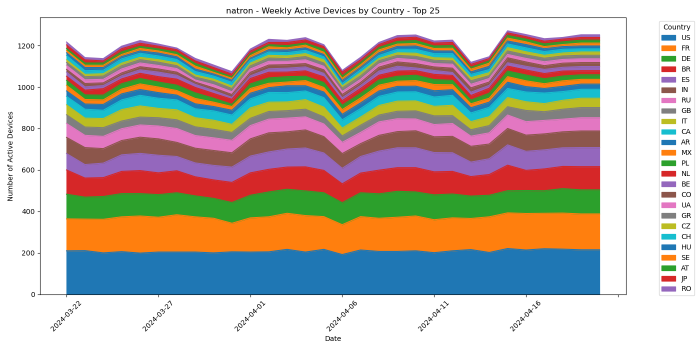 natron - Weekly Active Devices by Country - Top 25
Number of Active Devices
1200
1000
800
600
400
200
0
2024-03-22
2024-03-27
2024-04-01
2024-04-06
2024-04-11
2024-04-16
Date
Country
US
FR
DE
BR
ES
IN
RU
GB
IT
CA
AR
MX
PL
NL
BE
CO
UA
GR
CZ
CH
HU
SE
AT
JP
RO